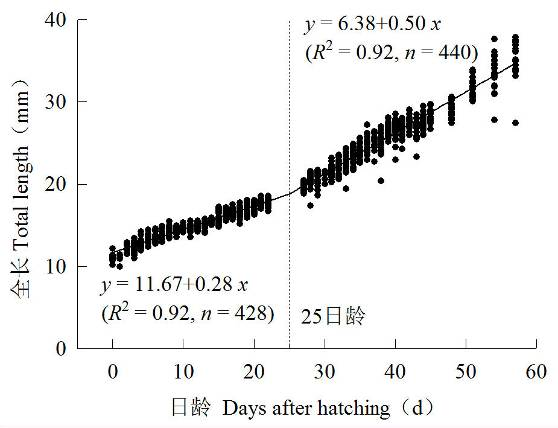 40
30
20
10
0
全长 Total length（mm）
y = 6.38+0.50 x
(R² = 0.92, n = 440)
y = 11.67+0.28 x
(R² = 0.92, n = 428)
25日龄
0 10 20 30 40 50 60
日龄 Days after hatching（d）